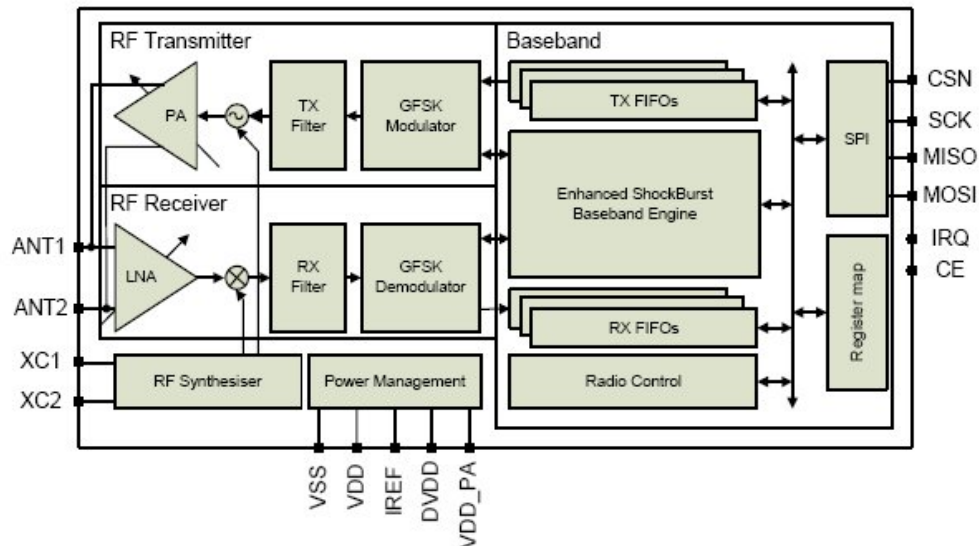 RF Transmitter
PA
TX
Filter
GFSK
Modulator
RF Receiver
LNA
RX
Filter
GFSK
Demodulator
ANT1
ANT2
XC1
XC2
RF Synthesiser
Power Management
VSS
VDD
IREF
DVDD
VDD_PA
Baseband
TX FIFOs
Enhanced ShockBurst
Baseband Engine
RX FIFOs
Radio Control
SPI
Register map
CSN
SCK
MISO
MOSI
IRQ
CE